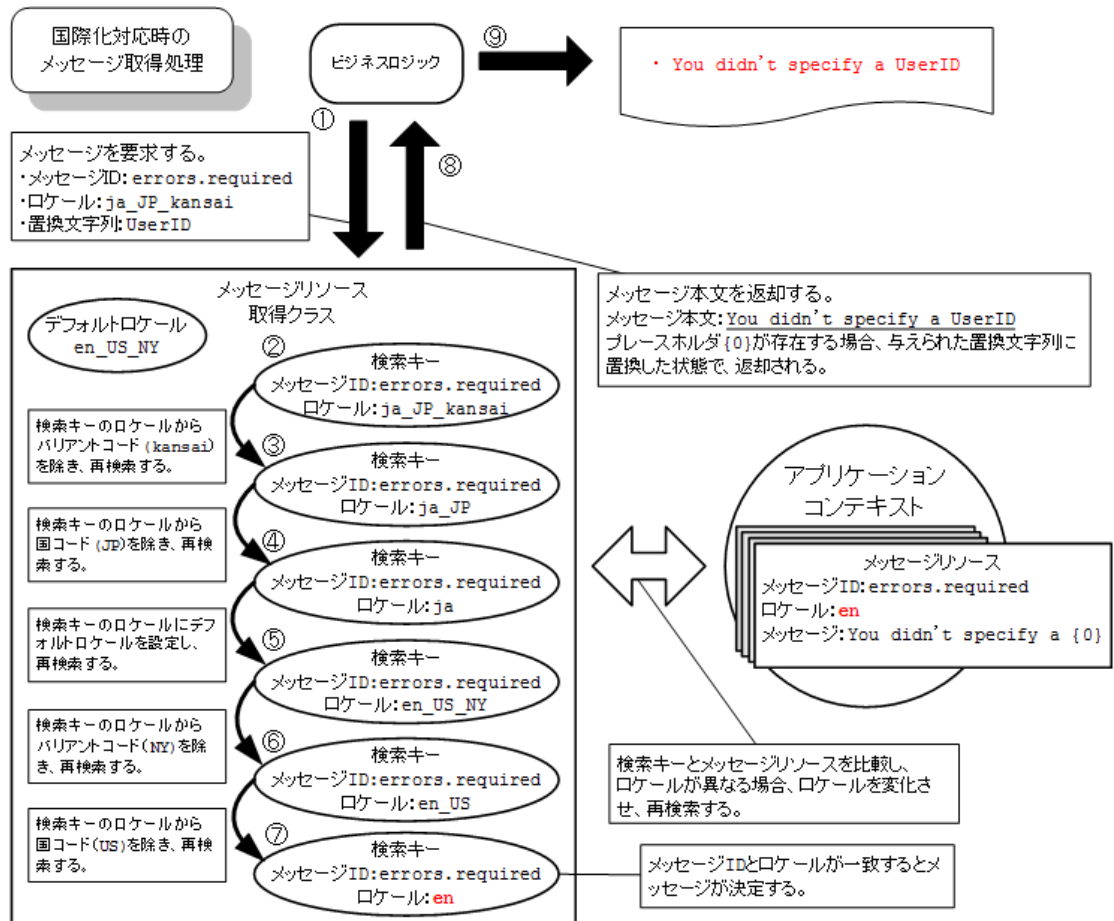 国際化対応時の
メッセージ取得処理
ビジネスロジック
⑨
・ You didn't specify a UserID
①
⑧
メッセージを要求する。
・メッセージID: errors.required
・ロケール: ja_JP_kansai
・置換文字列: UserID
メッセージ本文を返却する。
メッセージ本文: You didn't specify a UserID
プレースホルダ{0}が存在する場合、与えられた置換文字列に
置換した状態で、返却される。
メッセージリソース
取得クラス
デフォルトロケール
en_US_NY
②
検索キー
メッセージID:errors.required
ロケール:ja_JP_kansai
検索キーのロケールから
バリアントコード(kansai)
を除き、再検索する。
③
検索キー
メッセージID:errors.required
ロケール:ja_JP
検索キーのロケールから
国コード(JP)を除き、再検
索する。
④
検索キー
メッセージID:errors.required
ロケール:ja
検索キーのロケールにデフ
ォルトロケールを設定し、
再検索する。
⑤
検索キー
メッセージID:errors.required
ロケール:en_US_NY
検索キーのロケールから
バリアントコード(NY)を除
き、再検索する。
⑥
検索キー
メッセージID:errors.required
ロケール:en_US
検索キーのロケールから
国コード(US)を除き、再検
索する。
⑦
検索キー
メッセージID:errors.required
ロケール:en
アプリケーション
コンテキスト
メッセージリソース
メッセージID:errors.required
ロケール:en
メッセージ:You didn't specify a {0}
検索キーとメッセージリソースを比較し、
ロケールが異なる場合、ロケールを変化さ
せ、再検索する。
メッセージIDとロケールが一致するとメ
ッセージが決定する。